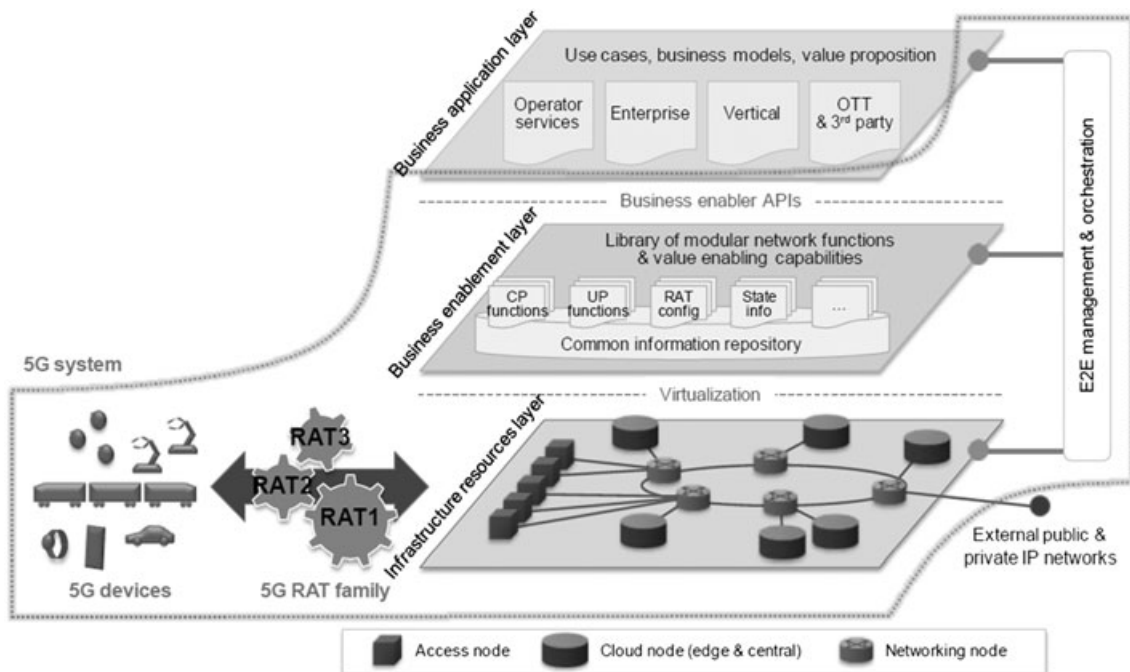 Business application layer
Use cases, business models, value proposition
Operator
services
Enterprise
Vertical
OTT
& 3rd party
Business enabler APIs
Business enablement layer
Library of modular network functions
& value enabling capabilities
CP
functions
UP
functions
RAT
config
State
info
...
Common information repository
E2E management & orchestration
5G system
Virtualization
Infrastructure resources layer
RAT3
RAT2
RAT1
5G devices
5G RAT family
External public &
private IP networks
Access node
Cloud node (edge & central)
Networking node